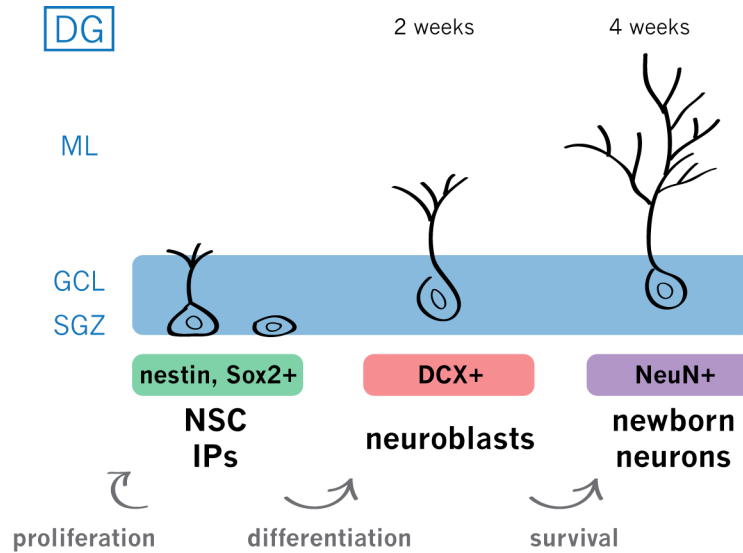 DG
2 weeks
4 weeks
ML
GCL
SGZ
nestin, Sox2+
DCX+
NeuN+
NSC
IPs
neuroblasts
newborn
neurons
proliferation
differentiation
survival